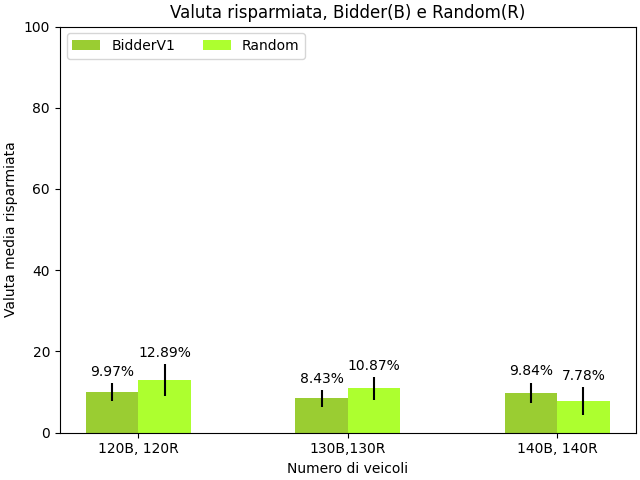 Valuta risparmiata, Bidder(B) e Random(R)
BidderV1 Random
Valuta media risparmiata
100
80
60
40
20
0
9.97% 12.89% 8.43% 10.87% 9.84% 7.78%
120B, 120R 130B,130R 140B, 140R
Numero di veicoli